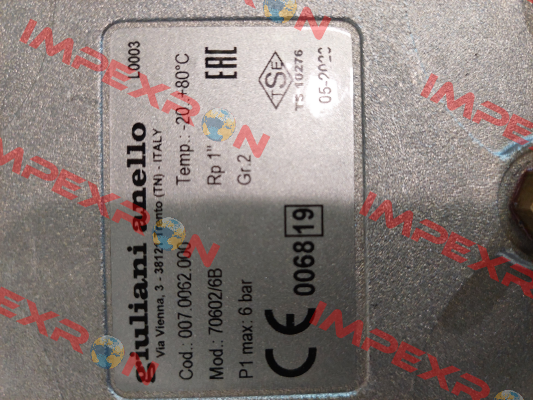 giuliani anello
L0003
Via Vienna, 3 - 38121 Trento (TN) - ITALY
Cod.: 007.0062.000
Temp.: -20 +80°C
Mod.: 70602/6B
Rp 1"
P1 max: 6 bar
Gr.2
CE 0068 19
EAC
TSE
TS 10276
IMPEXRON
IMPEXRON
IMPEXRON
IMPEXRON
IMPEXRON